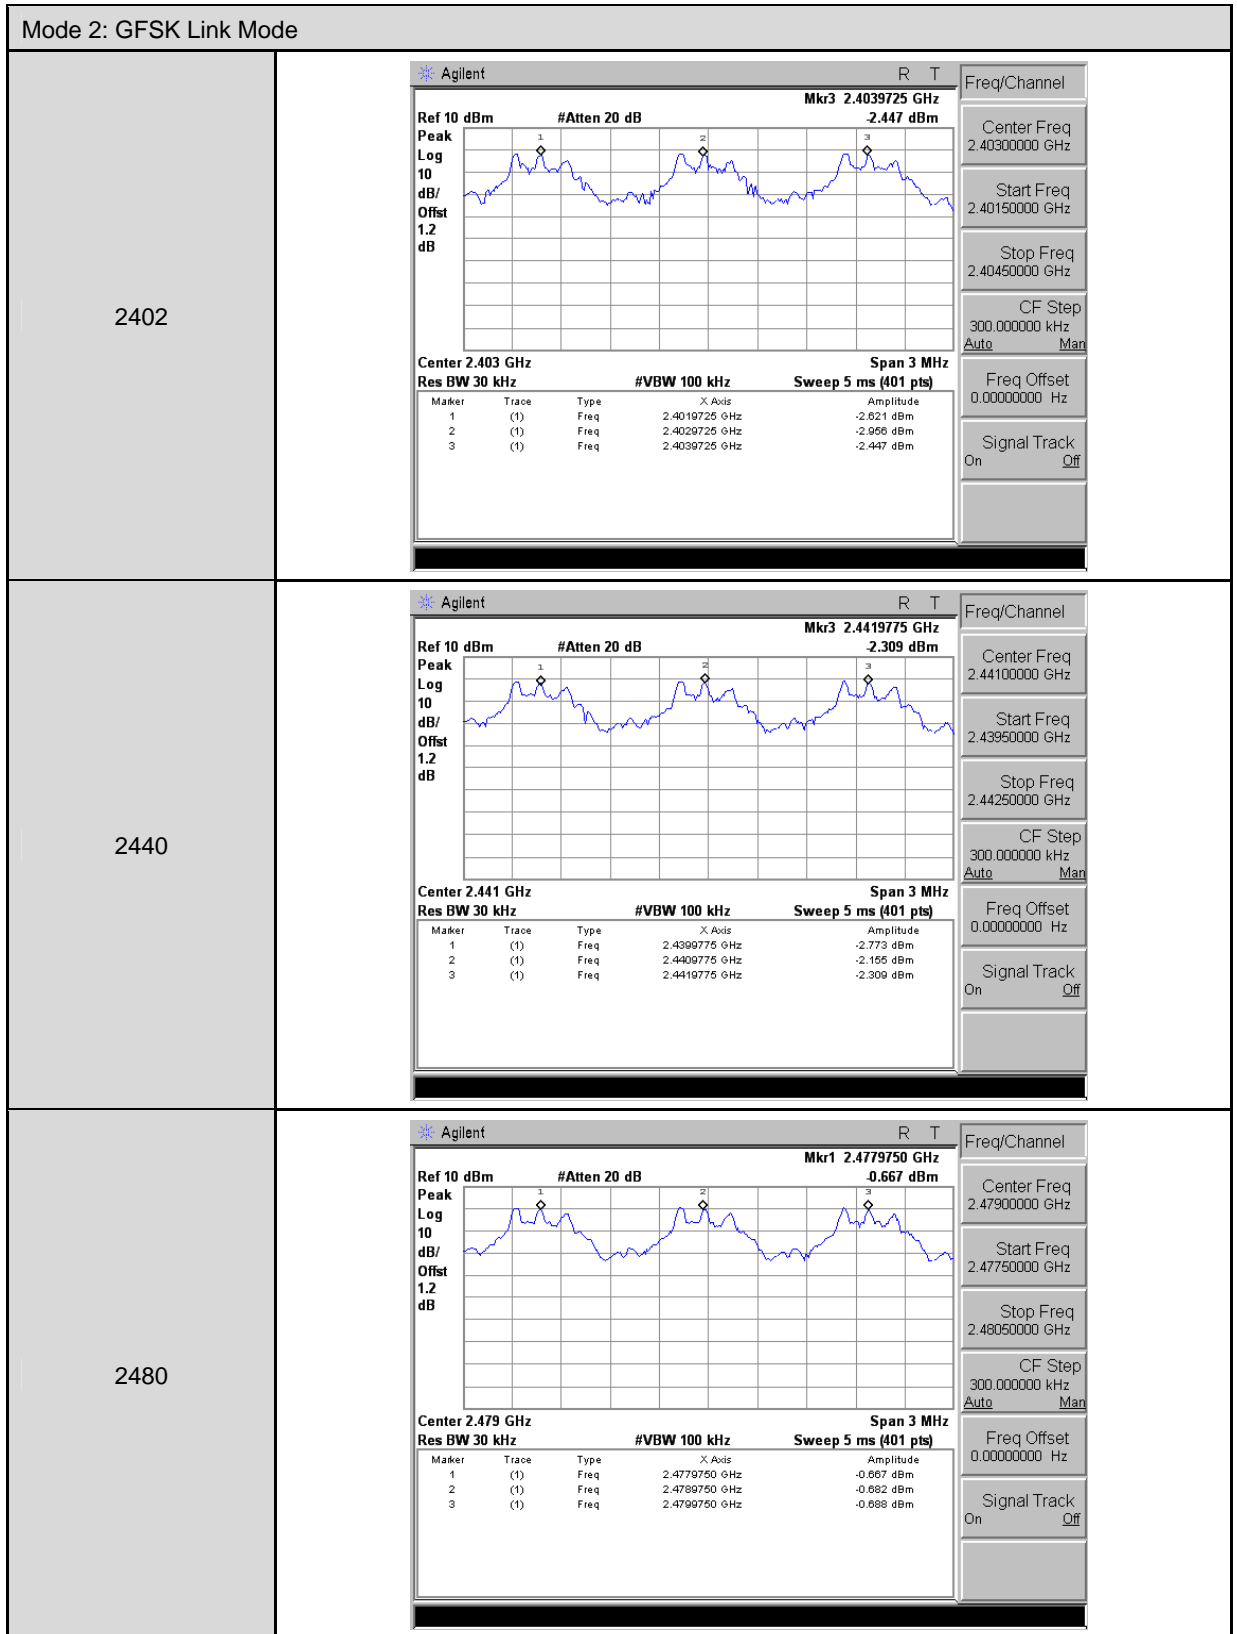 Mode 2: GFSK Link Mode
2402
Agilent R T
Freq/Channel
Mkr3 2.4039725 GHz
Ref 10 dBm #Atten 20 dB -2.447 dBm
Peak
Log
10
dB/
Offst
1.2
dB
1 2 3
Center 2.403 GHz Span 3 MHz
Res BW 30 kHz #VBW 100 kHz Sweep 5 ms (401 pts)
Marker Trace Type X Axis Amplitude
1 (1) Freq 2.4019725 GHz -2.621 dBm
2 (1) Freq 2.4029725 GHz -2.956 dBm
3 (1) Freq 2.4039725 GHz -2.447 dBm
Center Freq
2.40300000 GHz
Start Freq
2.40150000 GHz
Stop Freq
2.40450000 GHz
CF Step
300.000000 kHz
Auto Man
Freq Offset
0.00000000 Hz
Signal Track
On Off
2440
Agilent R T
Freq/Channel
Mkr3 2.4419775 GHz
Ref 10 dBm #Atten 20 dB -2.309 dBm
Peak
Log
10
dB/
Offst
1.2
dB
1 2 3
Center 2.441 GHz Span 3 MHz
Res BW 30 kHz #VBW 100 kHz Sweep 5 ms (401 pts)
Marker Trace Type X Axis Amplitude
1 (1) Freq 2.4399775 GHz -2.773 dBm
2 (1) Freq 2.4409775 GHz -2.155 dBm
3 (1) Freq 2.4419775 GHz -2.309 dBm
Center Freq
2.44100000 GHz
Start Freq
2.43950000 GHz
Stop Freq
2.44250000 GHz
CF Step
300.000000 kHz
Auto Man
Freq Offset
0.00000000 Hz
Signal Track
On Off
2480
Agilent R T
Freq/Channel
Mkr1 2.4779750 GHz
Ref 10 dBm #Atten 20 dB -0.667 dBm
Peak
Log
10
dB/
Offst
1.2
dB
1 2 3
Center 2.479 GHz Span 3 MHz
Res BW 30 kHz #VBW 100 kHz Sweep 5 ms (401 pts)
Marker Trace Type X Axis Amplitude
1 (1) Freq 2.4779750 GHz -0.667 dBm
2 (1) Freq 2.4789750 GHz -0.682 dBm
3 (1) Freq 2.4799750 GHz -0.688 dBm
Center Freq
2.47900000 GHz
Start Freq
2.47750000 GHz
Stop Freq
2.48050000 GHz
CF Step
300.000000 kHz
Auto Man
Freq Offset
0.00000000 Hz
Signal Track
On Off